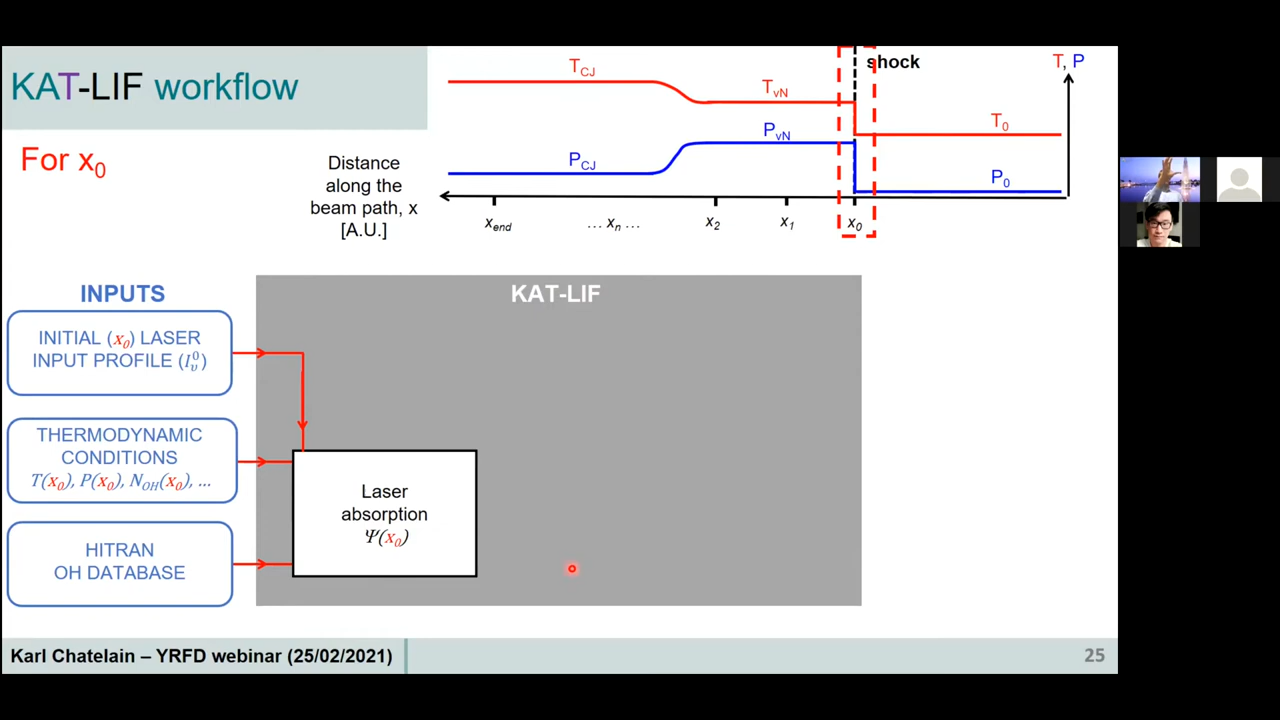 KAT-LIF workflow
For x₀
T_CJ
T_vN
shock
T, P
T₀
P_vN
P_CJ
P₀
Distance
along the
beam path, x
[A.U.]
x_end
... x_n ...
x₂
x₁
x₀
INPUTS
KAT-LIF
INITIAL (x₀) LASER
INPUT PROFILE (I_υ^0)
THERMODYNAMIC
CONDITIONS
T(x₀), P(x₀), N_OH(x₀), ...
HITRAN
OH DATABASE
Laser
absorption
Ψ(x₀)
Karl Chatelain – YRFD webinar (25/02/2021)
25